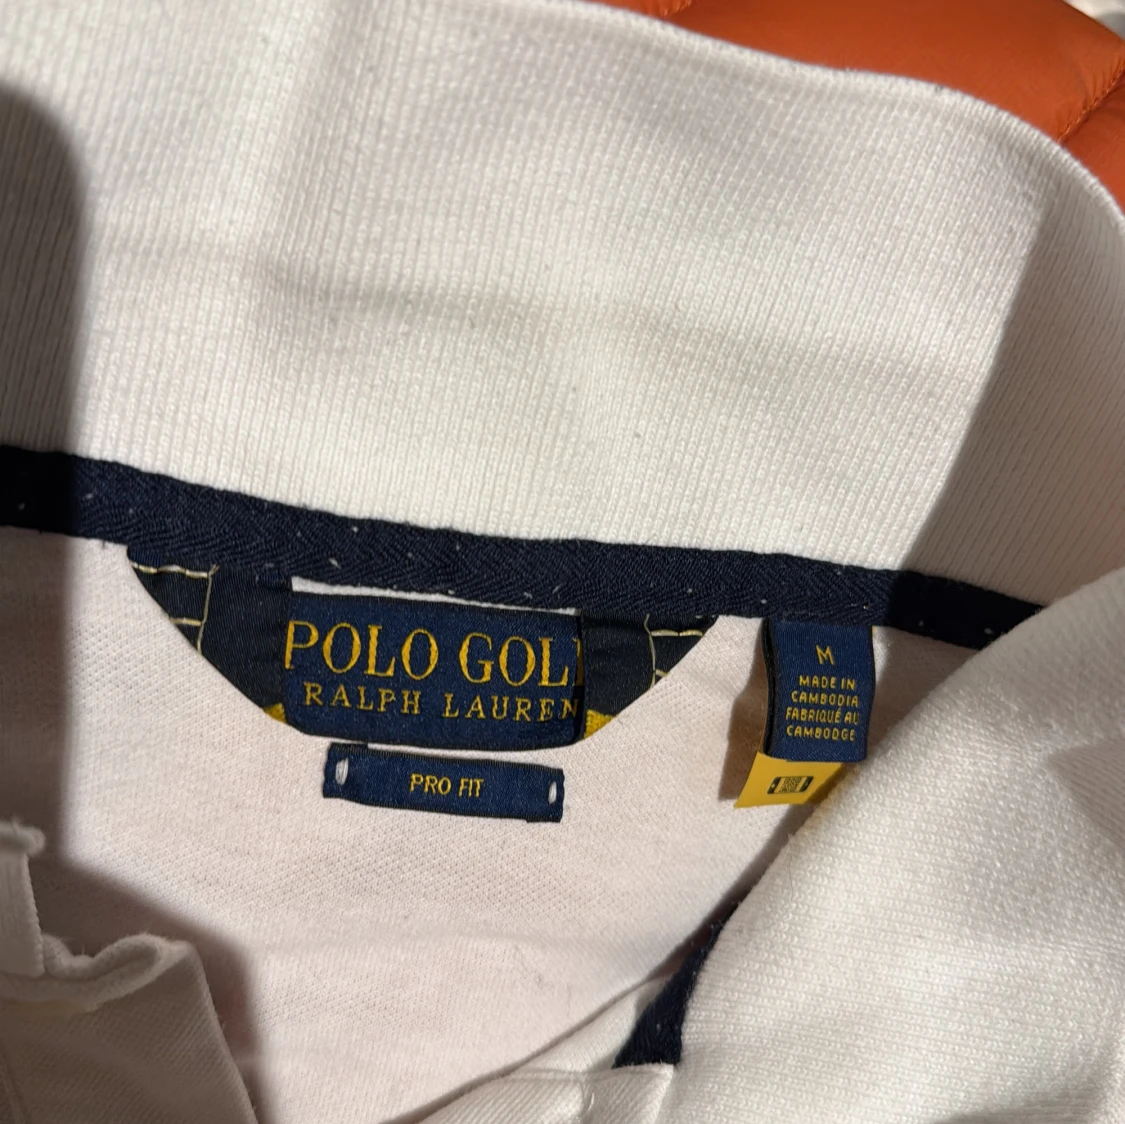 POLO GOL
RALPH LAUREN
PRO FIT
M
MADE IN
CAMBODIA
FABRIQUÉ AU
CAMBODGE